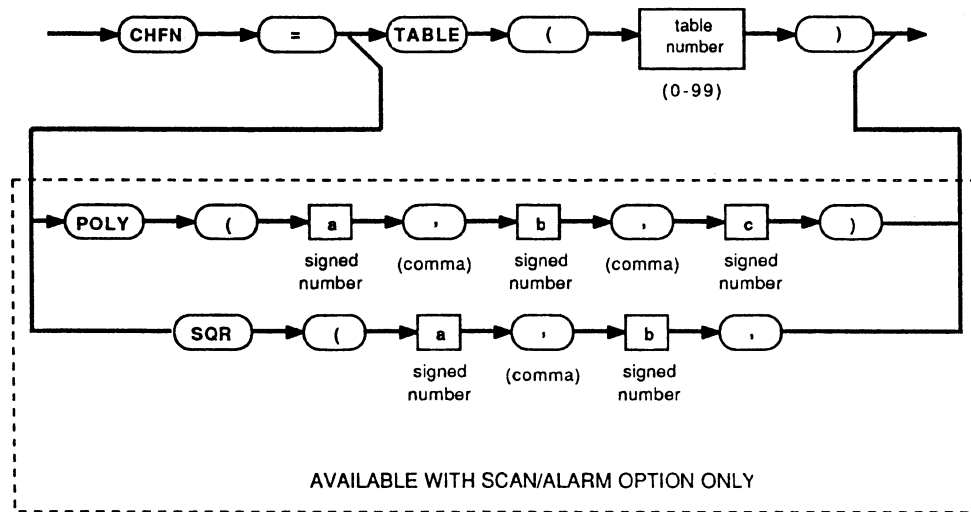 CHFN = TABLE ( table number )
(0-99)
POLY ( a , b , c )
signed number (comma) signed number (comma) signed number
SQR ( a , b ,
signed number (comma) signed number
AVAILABLE WITH SCAN/ALARM OPTION ONLY